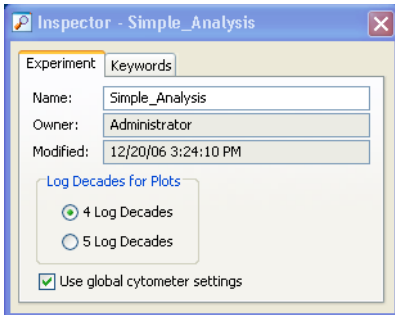 Inspector - Simple_Analysis
Experiment Keywords
Name: Simple_Analysis
Owner: Administrator
Modified: 12/20/06 3:24:10 PM
Log Decades for Plots
4 Log Decades
5 Log Decades
Use global cytometer settings